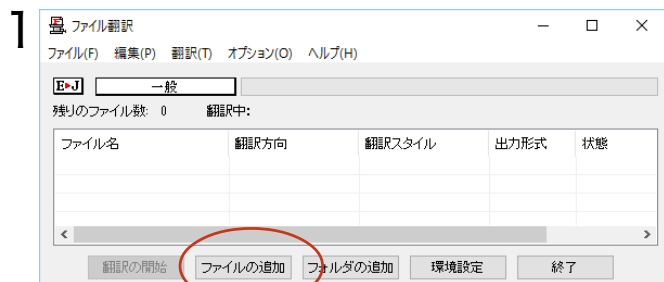 1
ファイル翻訳
ファイル(F) 編集(P) 翻訳(T) オプション(O) ヘルプ(H)
E▶J 一般
残りのファイル数: 0 翻訳中:
ファイル名 翻訳方向 翻訳スタイル 出力形式 状態
翻訳の開始 ファイルの追加 フォルダの追加 環境設定 終了